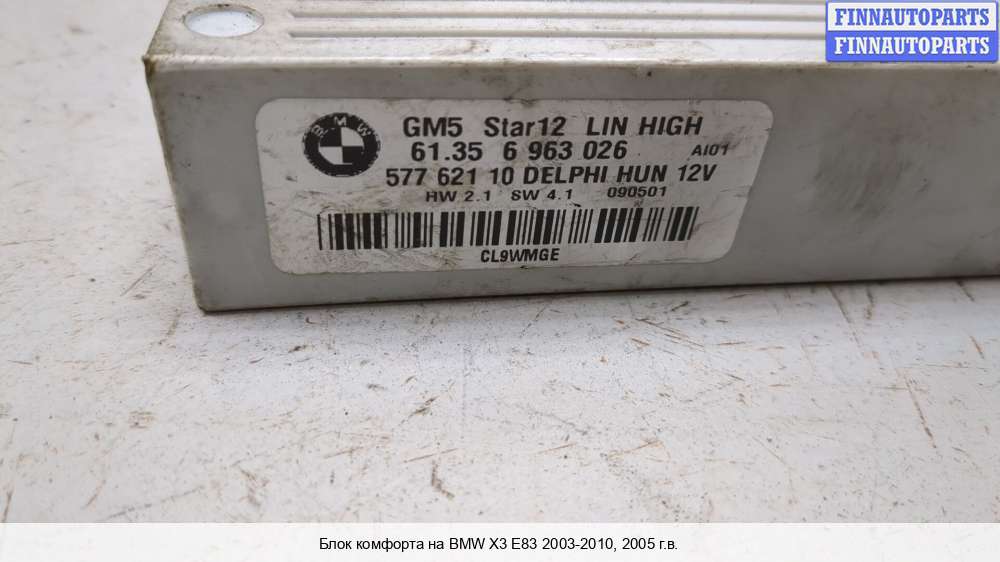 FINNAUTOPARTS
FINNAUTOPARTS
BMW
GM5 Star12 LIN HIGH
61.35 6 963 026 AI01
577 621 10 DELPHI HUN 12V
HW 2.1 SW 4.1 090501
CL9WMGE
Блок комфорта на BMW X3 E83 2003-2010, 2005 г.в.